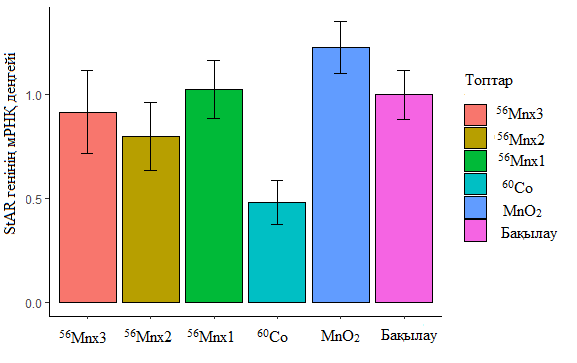 StAR генінің мРНҚ деңгейі
1.0
0.5
0.0
⁵⁶Mnx3 ⁵⁶Mnx2 ⁵⁶Mnx1 ⁶⁰Co MnO₂ Бақылау
Топтар
⁵⁶Mnx3
⁵⁶Mnx2
⁵⁶Mnx1
⁶⁰Co
MnO₂
Бақылау